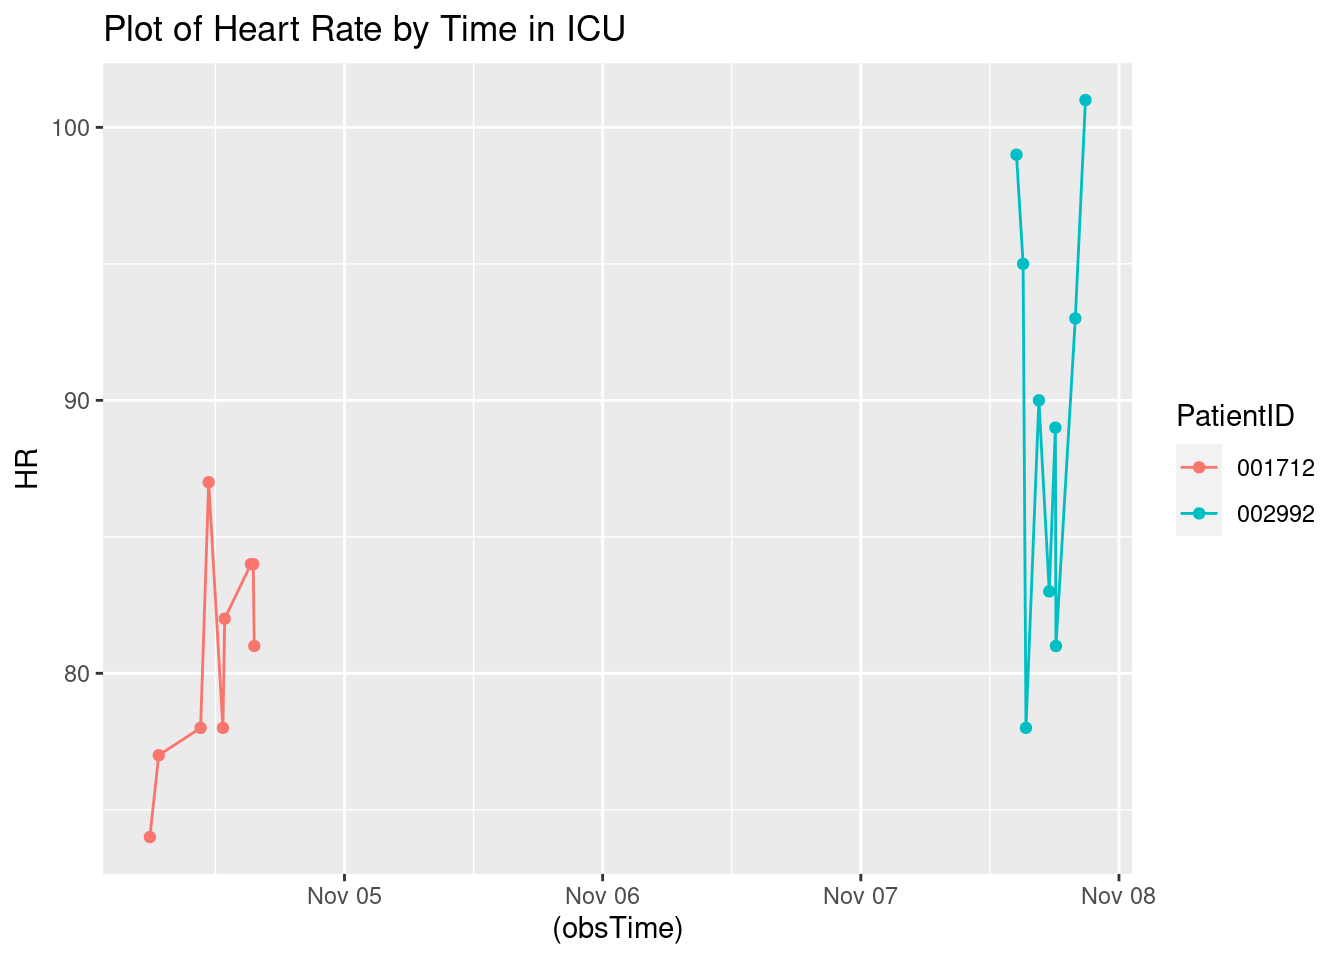 Plot of Heart Rate by Time in ICU
100
90
80
HR
Nov 05
Nov 06
Nov 07
Nov 08
(obsTime)
PatientID
001712
002992